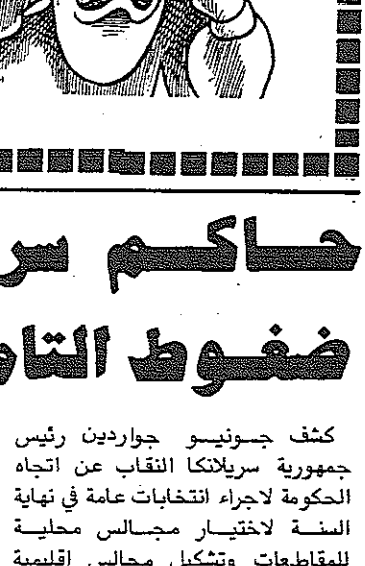 حاكم سر
ضغوط التا
كشف جونيو جواردين رئيس
جمهورية سريلانكا النقاب عن اتجاه
الحكومة لاجراء انتخابات عامة في نهاية
السنة لاختيار مجالس محلية
للمقاطعات وتشكيل مجالس اقليمية